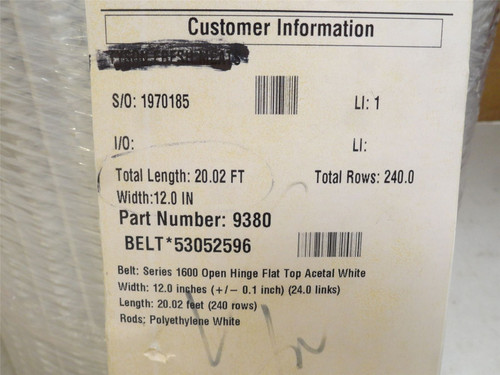 Customer Information
S/O: 1970185 LI: 1
I/O: LI:
Total Length: 20.02 FT Total Rows: 240.0
Width:12.0 IN
Part Number: 9380
BELT*53052596
Belt: Series 1600 Open Hinge Flat Top Acetal White
Width: 12.0 inches (+/- 0.1 inch) (24.0 links)
Length: 20.02 feet (240 rows)
Rods; Polyethylene White